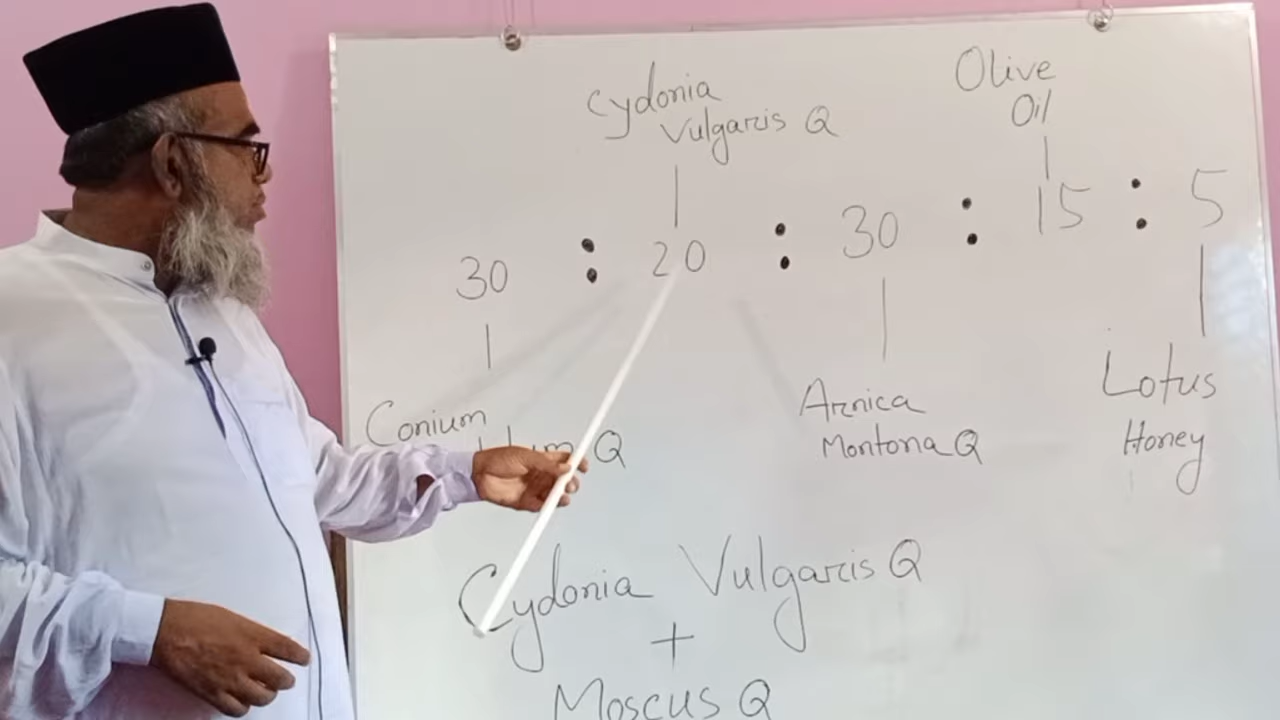 Cydonia
Vulgaris Q
Olive
Oil
30 : 20 : 30 : 15 : 5
Conium
Q
Arnica
Montona Q
Lotus
Honey
Cydonia Vulgaris Q
+
Moscus Q